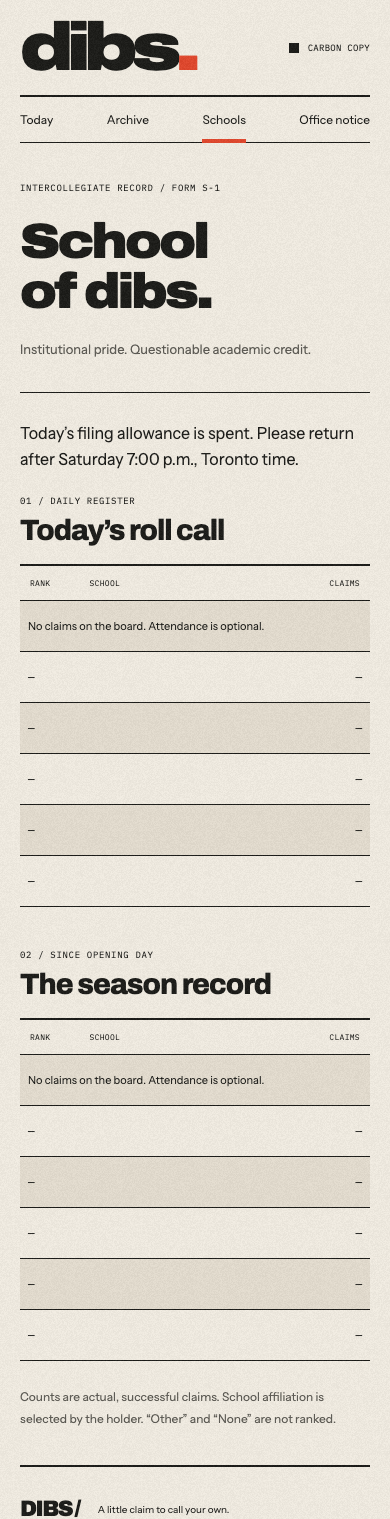 dibs.
CARBON COPY
Today Archive Schools Office notice
INTERCOLLEGIATE RECORD / FORM S-1
School
of dibs.
Institutional pride. Questionable academic credit.
Today’s filing allowance is spent. Please return
after Saturday 7:00 p.m., Toronto time.
01 / DAILY REGISTER
Today’s roll call
RANK SCHOOL CLAIMS
No claims on the board. Attendance is optional.
— —
— —
— —
— —
— —
02 / SINCE OPENING DAY
The season record
RANK SCHOOL CLAIMS
No claims on the board. Attendance is optional.
— —
— —
— —
— —
— —
Counts are actual, successful claims. School affiliation is
selected by the holder. “Other” and “None” are not ranked.
DIBS/ A little claim to call your own.